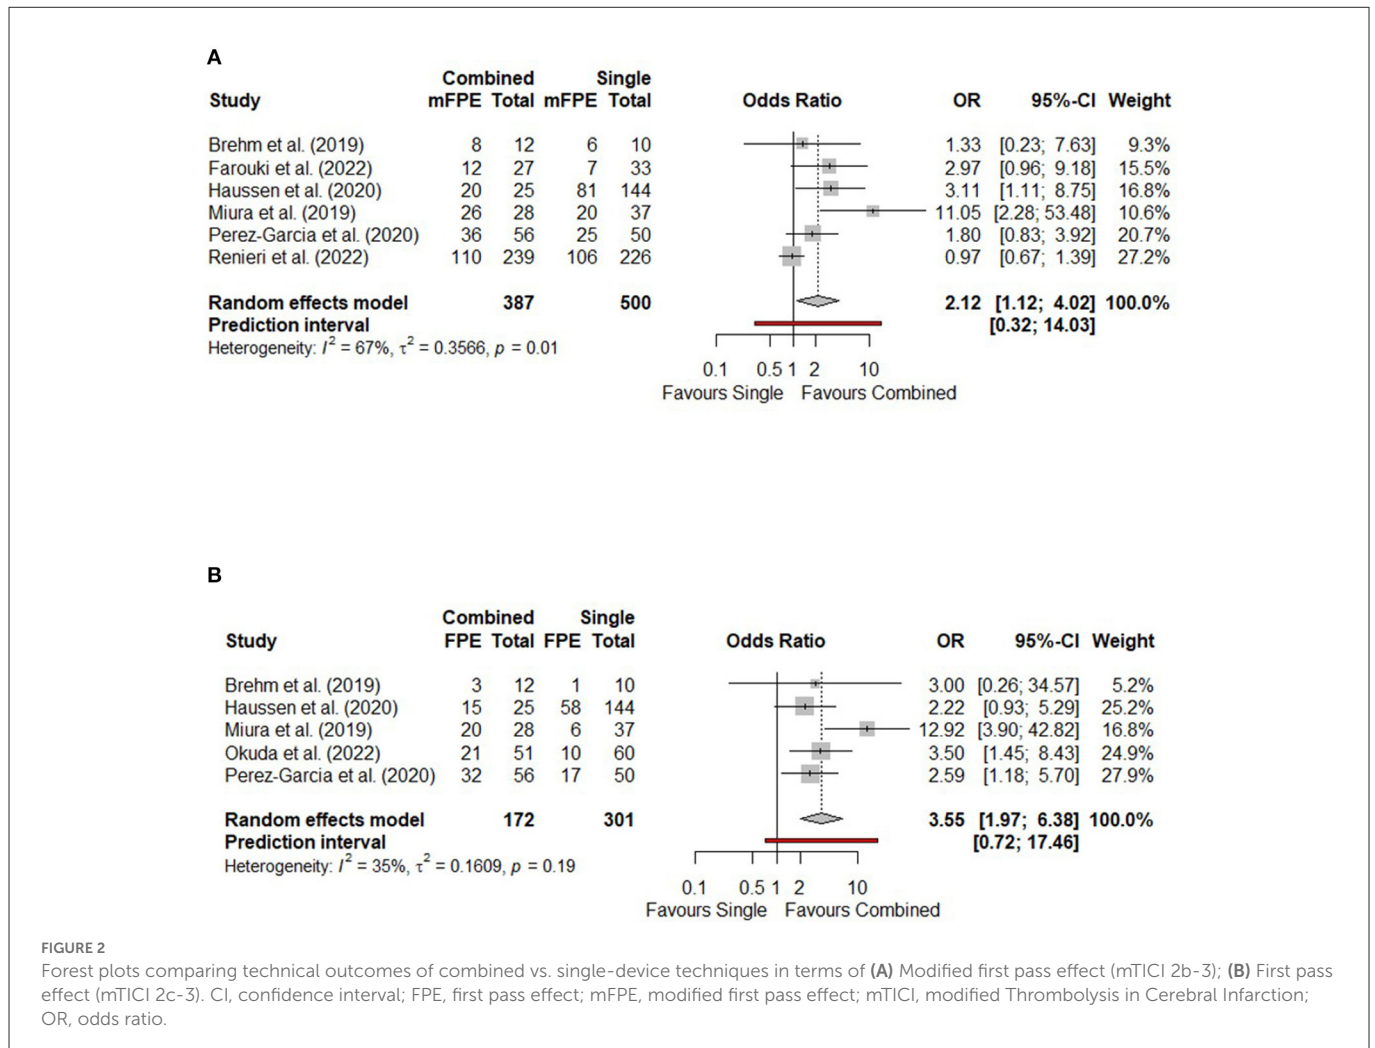 A
Combined Single
Study mFPE Total mFPE Total Odds Ratio OR 95%-CI Weight
Brehm et al. (2019) 8 12 6 10 1.33 [0.23; 7.63] 9.3%
Farouki et al. (2022) 12 27 7 33 2.97 [0.96; 9.18] 15.5%
Haussen et al. (2020) 20 25 81 144 3.11 [1.11; 8.75] 16.8%
Miura et al. (2019) 26 28 20 37 11.05 [2.28; 53.48] 10.6%
Perez-Garcia et al. (2020) 36 56 25 50 1.80 [0.83; 3.92] 20.7%
Renieri et al. (2022) 110 239 106 226 0.97 [0.67; 1.39] 27.2%
Random effects model 387 500 2.12 [1.12; 4.02] 100.0%
Prediction interval [0.32; 14.03]
Heterogeneity: I² = 67%, τ² = 0.3566, p = 0.01
0.1 0.5 1 2 10
Favours Single Favours Combined
B
Combined Single
Study FPE Total FPE Total Odds Ratio OR 95%-CI Weight
Brehm et al. (2019) 3 12 1 10 3.00 [0.26; 34.57] 5.2%
Haussen et al. (2020) 15 25 58 144 2.22 [0.93; 5.29] 25.2%
Miura et al. (2019) 20 28 6 37 12.92 [3.90; 42.82] 16.8%
Okuda et al. (2022) 21 51 10 60 3.50 [1.45; 8.43] 24.9%
Perez-Garcia et al. (2020) 32 56 17 50 2.59 [1.18; 5.70] 27.9%
Random effects model 172 301 3.55 [1.97; 6.38] 100.0%
Prediction interval [0.72; 17.46]
Heterogeneity: I² = 35%, τ² = 0.1609, p = 0.19
0.1 0.5 1 2 10
Favours Single Favours Combined
FIGURE 2
Forest plots comparing technical outcomes of combined vs. single-device techniques in terms of (A) Modified first pass effect (mTICI 2b-3); (B) First pass
effect (mTICI 2c-3). CI, confidence interval; FPE, first pass effect; mFPE, modified first pass effect; mTICI, modified Thrombolysis in Cerebral Infarction;
OR, odds ratio.